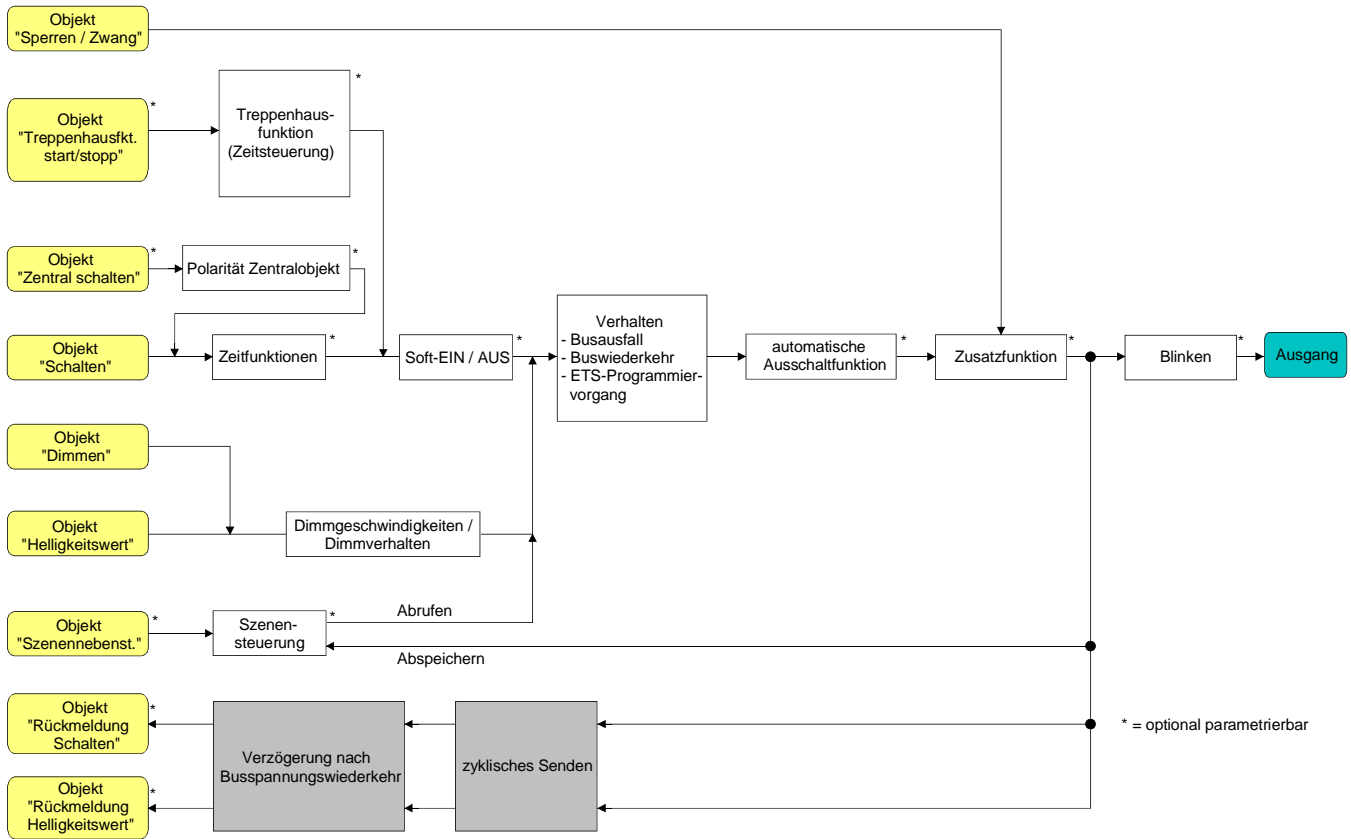 Objekt
"Sperren / Zwang"
*
Objekt
"Treppenhausfkt.
start/stopp"
*
Treppenhaus-
funktion
(Zeitsteuerung)
Objekt
"Zentral schalten"
*
Polarität Zentralobjekt
*
Objekt
"Schalten"
Zeitfunktionen
*
Soft-EIN / AUS
*
Verhalten
- Busausfall
- Buswiederkehr
- ETS-Programmier-
vorgang
automatische
Ausschaltfunktion
*
Zusatzfunktion
*
Blinken
*
Ausgang
Objekt
"Dimmen"
Objekt
"Helligkeitswert"
Dimmgeschwindigkeiten /
Dimmverhalten
Objekt
"Szenennebenst."
*
Szenen-
steuerung
*
Abrufen
Abspeichern
Objekt
"Rückmeldung
Schalten"
*
Verzögerung nach
Busspannungswiederkehr
zyklisches Senden
* = optional parametrierbar
Objekt
"Rückmeldung
Helligkeitswert"
*